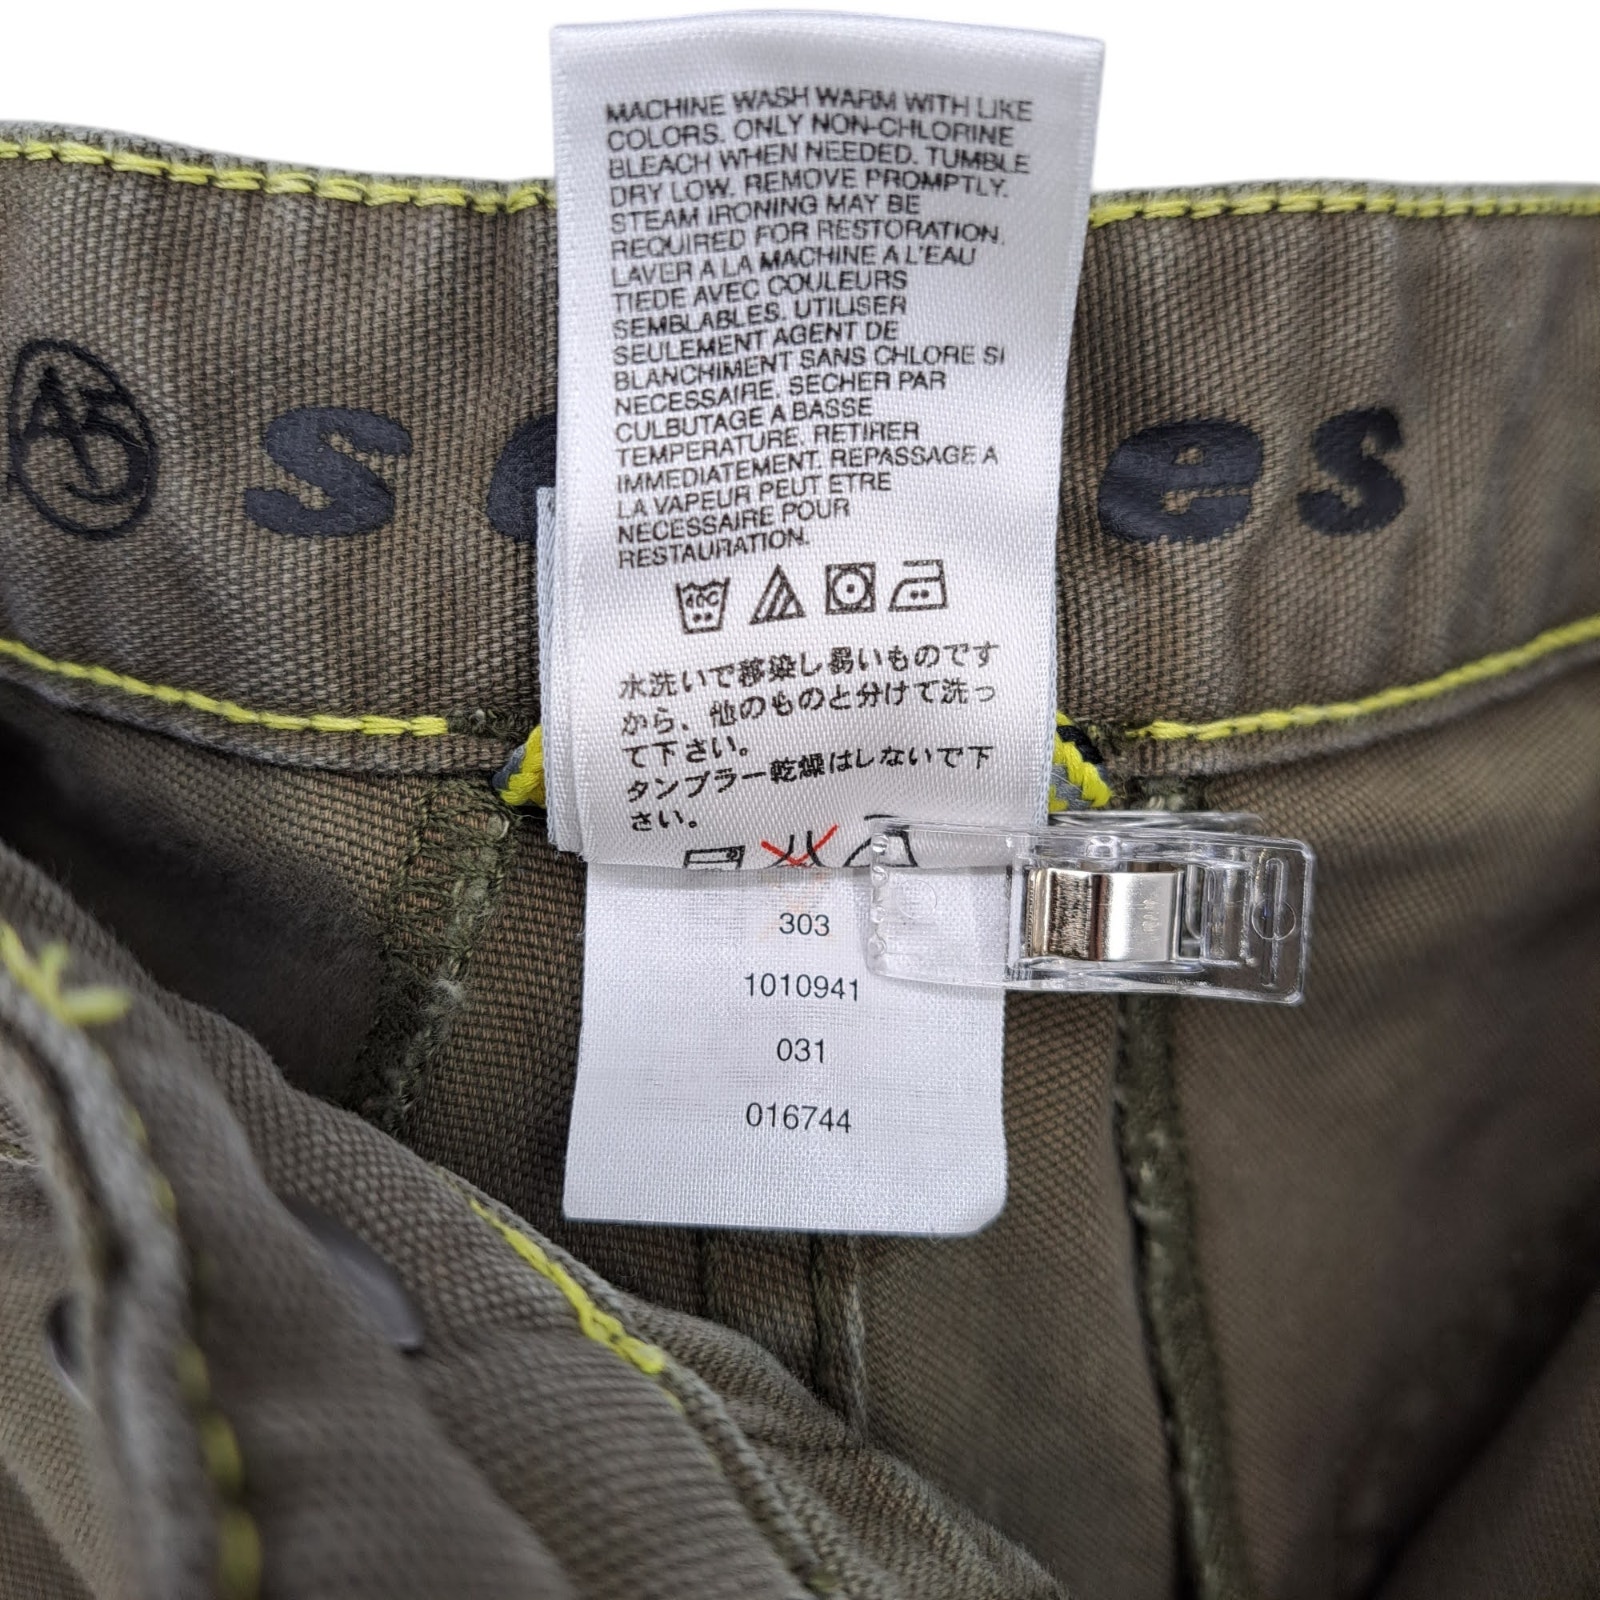 MACHINE WASH WARM WITH LIKE
COLORS. ONLY NON-CHLORINE
BLEACH WHEN NEEDED. TUMBLE
DRY LOW. REMOVE PROMPTLY.
STEAM IRONING MAY BE
REQUIRED FOR RESTORATION.
LAVER A LA MACHINE A L'EAU
TIEDE AVEC COULEURS
SEMBLABLES. UTILISER
SEULEMENT AGENT DE
BLANCHIMENT SANS CHLORE SI
NECESSAIRE. SECHER PAR
CULBUTAGE A BASSE
TEMPERATURE. RETIRER
IMMEDIATEMENT. REPASSAGE A
LA VAPEUR PEUT ETRE
NECESSAIRE POUR
RESTAURATION.
40C
水洗いで移染し易いものです
から、他のものと分けて洗っ
て下さい。
タンブラー乾燥はしないで下
さい。
303
1010941
031
016744
es